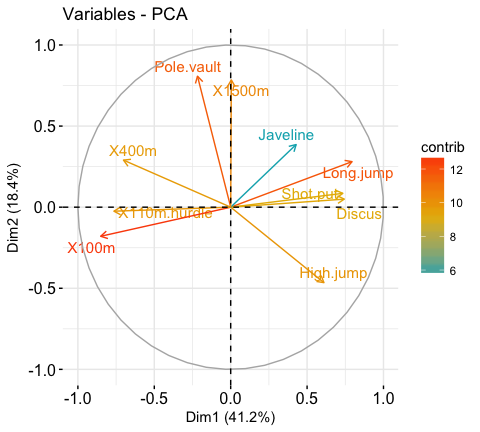 Variables - PCA
Dim2 (18.4%)
1.0
0.5
0.0
-0.5
-1.0
Pole.vault
X1500m
Javeline
X400m
Long.jump
Shot.put
X110m.hurdle
Discus
X100m
High.jump
-1.0 -0.5 0.0 0.5 1.0
Dim1 (41.2%)
contrib
12
10
8
6